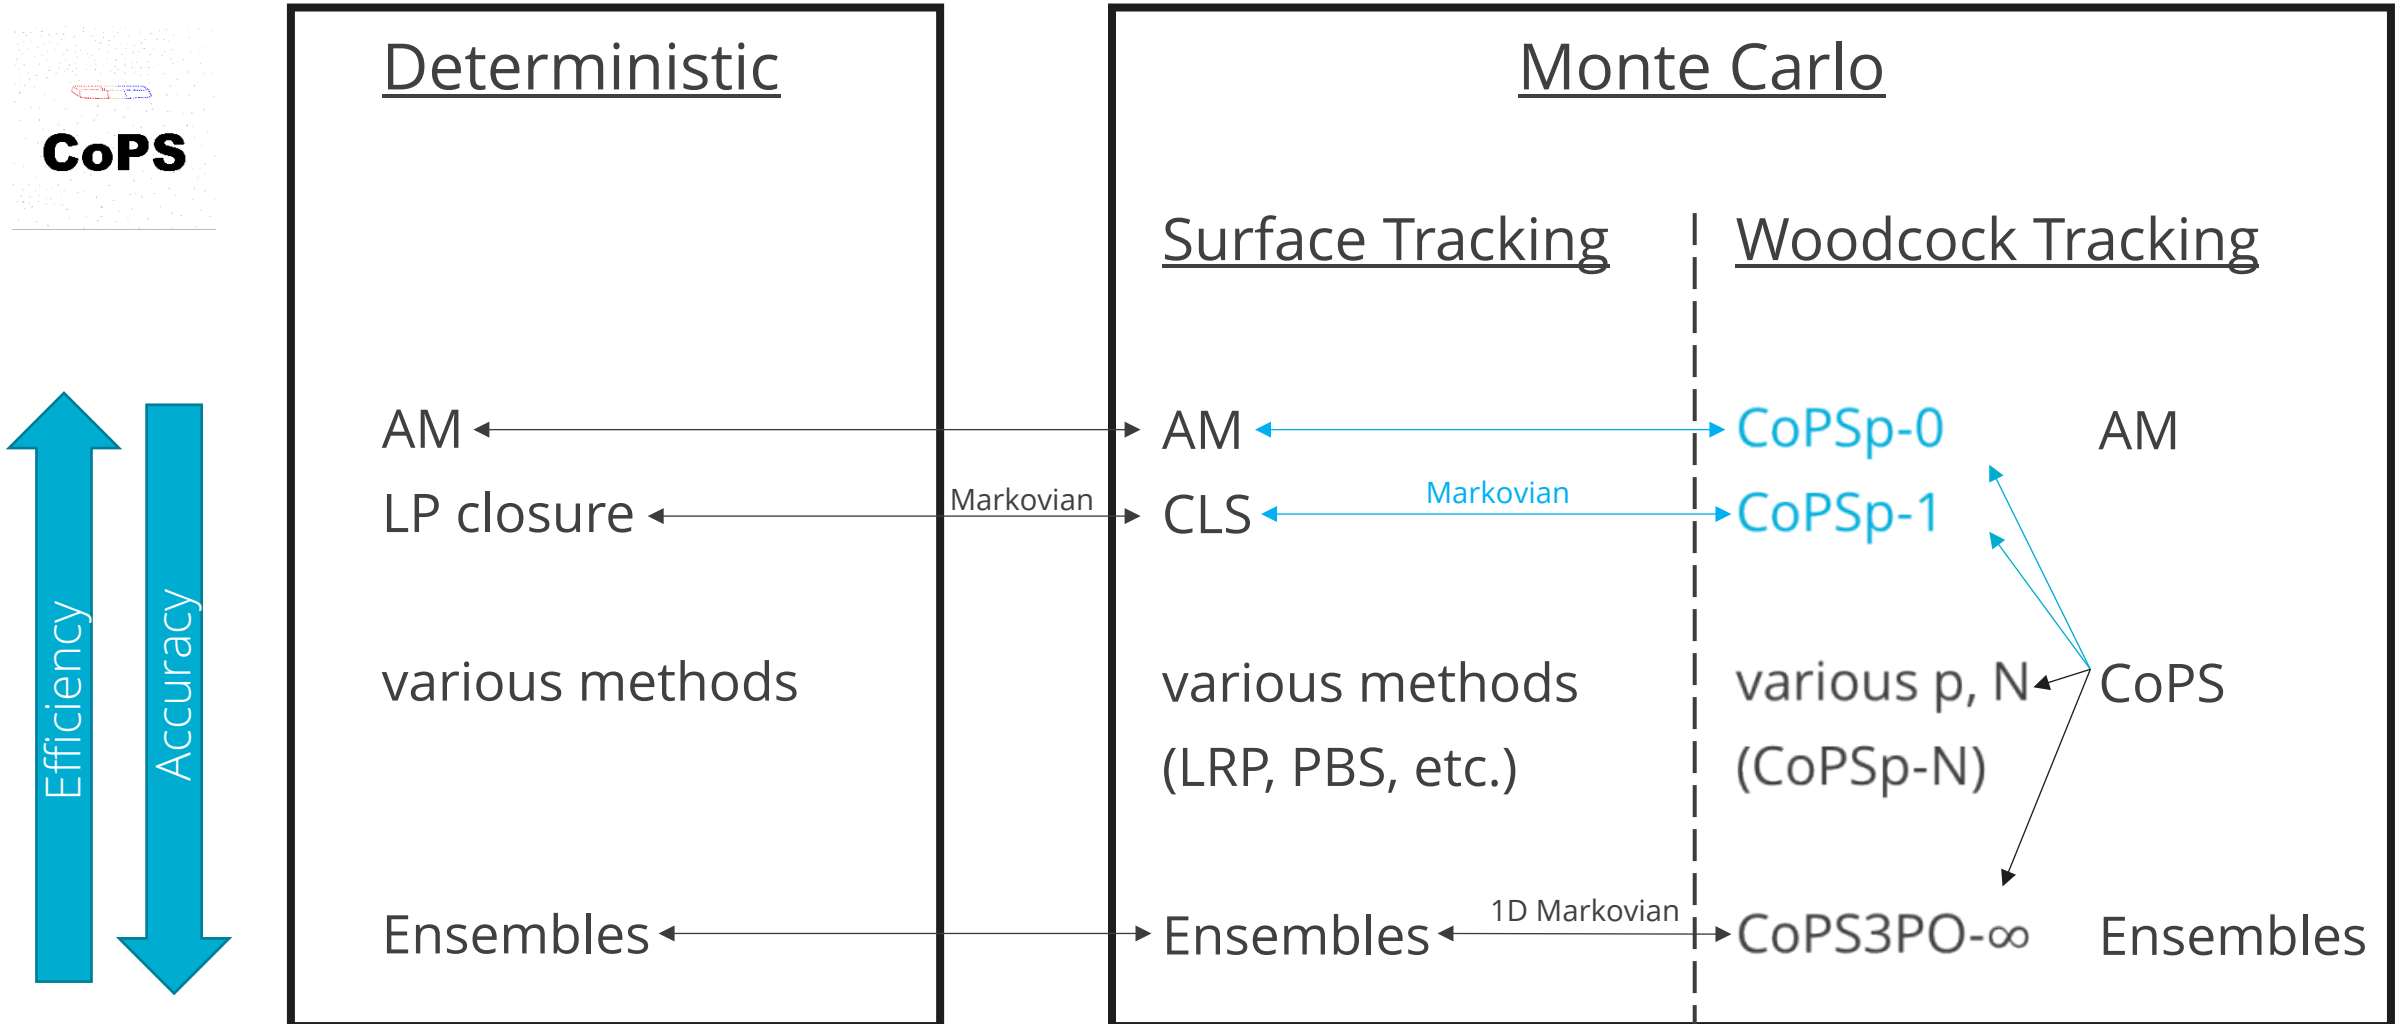 CoPS
Deterministic
Monte Carlo
Surface Tracking
Woodcock Tracking
AM
AM
CoPSp-0
AM
LP closure
Markovian
CLS
Markovian
CoPSp-1
Efficiency
Accuracy
various methods
various methods
various p, N
CoPS
(LRP, PBS, etc.)
(CoPSp-N)
Ensembles
Ensembles
1D Markovian
CoPS3PO-∞
Ensembles